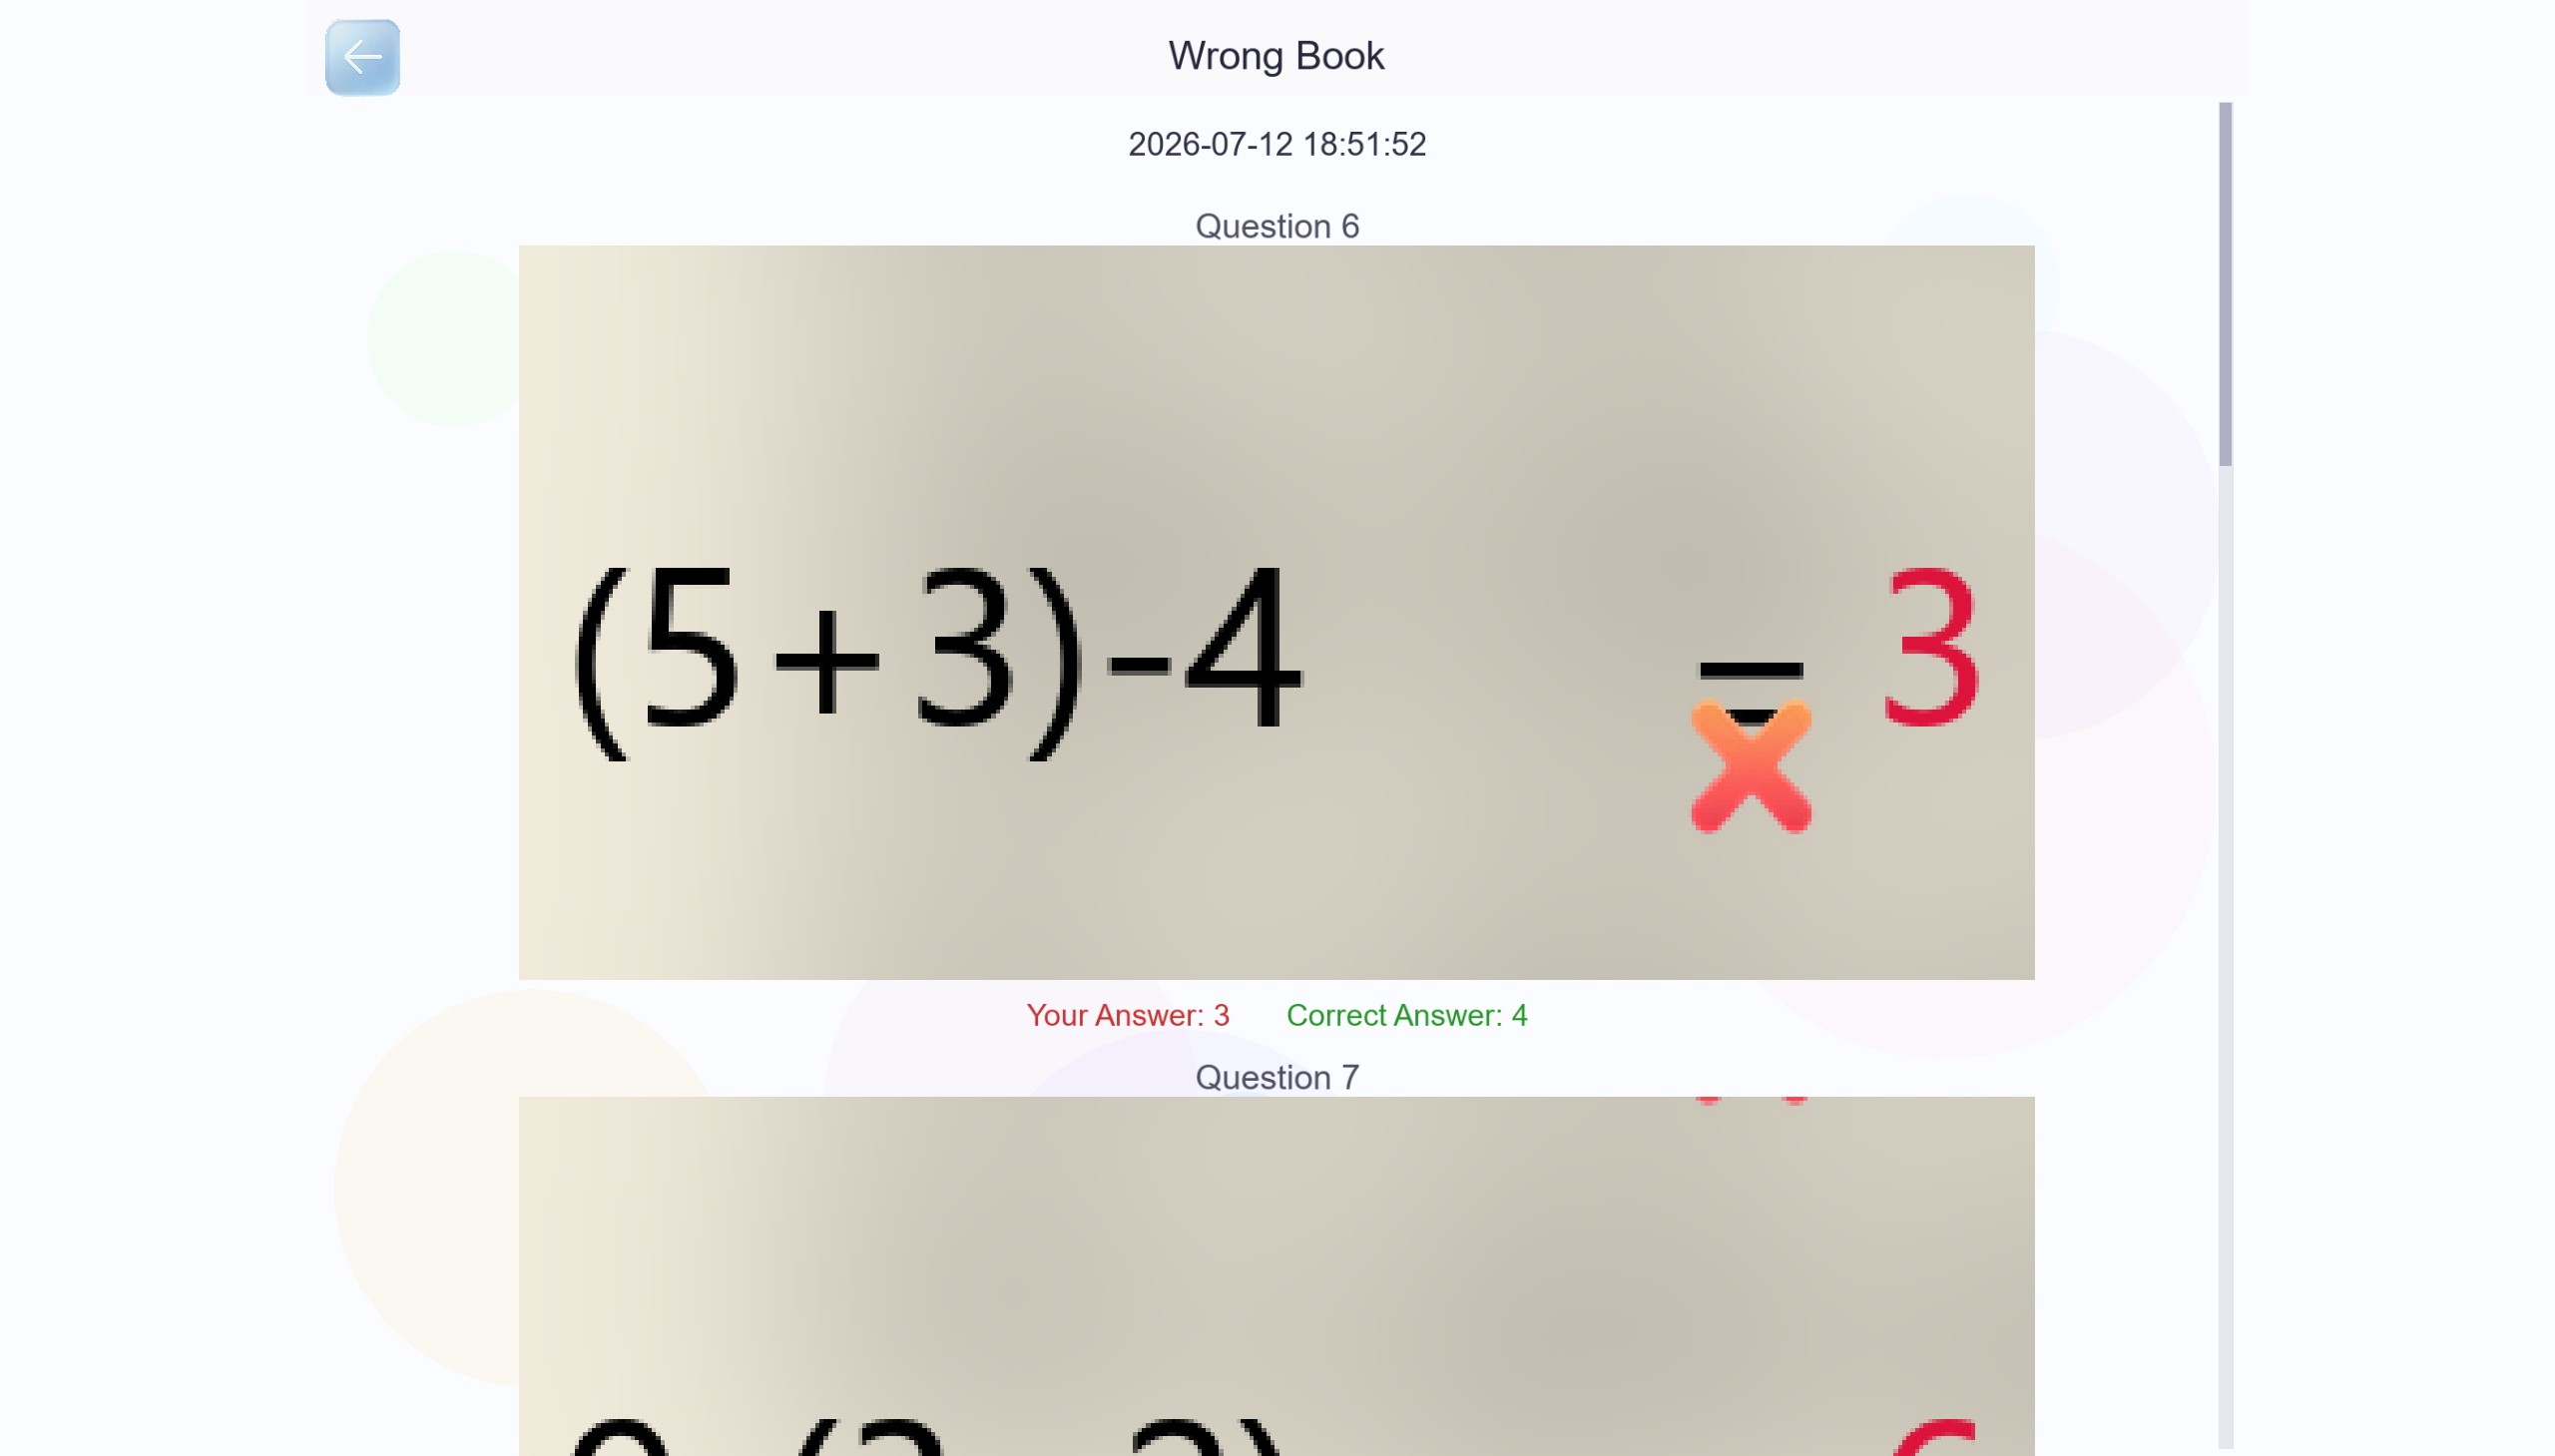 Wrong Book
2026-07-12 18:51:52
Question 6
(5+3)-4 = 3
Your Answer: 3 Correct Answer: 4
Question 7